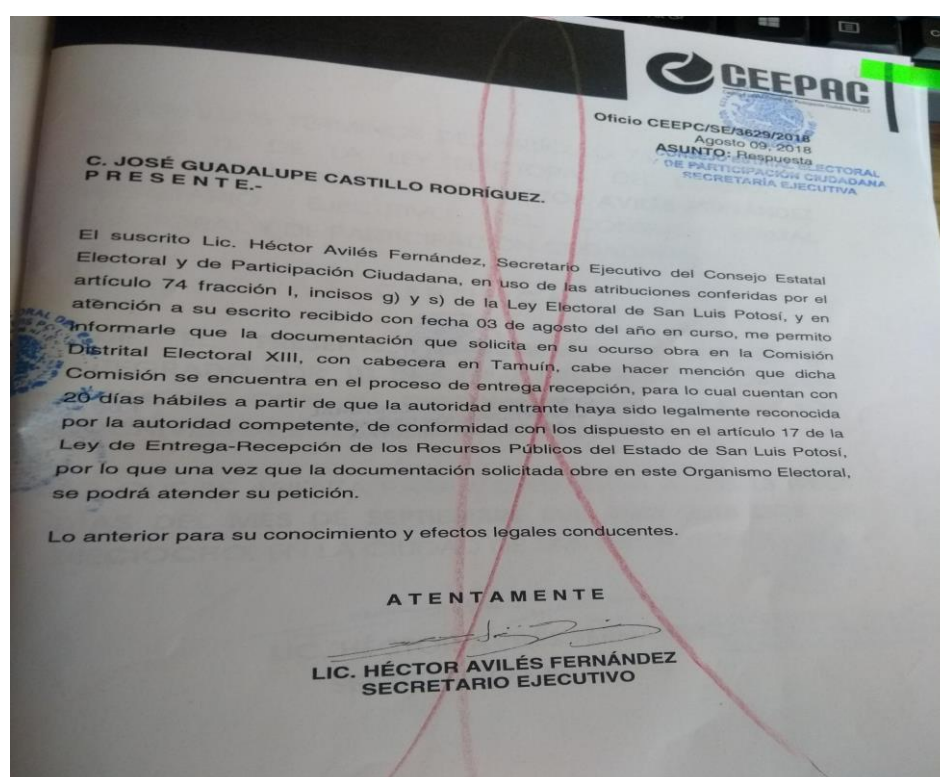 CEEPAC
Oficio CEEPC/SE/3629/2018
Agosto 09, 2018
ASUNTO: Respuesta
CONSEJO ESTATAL ELECTORAL
DE PARTICIPACIÓN CIUDADANA
SECRETARÍA EJECUTIVA
C. JOSÉ GUADALUPE CASTILLO RODRÍGUEZ.
P R E S E N T E.-
El suscrito Lic. Héctor Avilés Fernández, Secretario Ejecutivo del Consejo Estatal
Electoral y de Participación Ciudadana, en uso de las atribuciones conferidas por el
artículo 74 fracción I, incisos g) y s) de la Ley Electoral de San Luis Potosí, y en
atención a su escrito recibido con fecha 03 de agosto del año en curso, me permito
informarle que la documentación que solicita en su ocurso obra en la Comisión
Distrital Electoral XIII, con cabecera en Tamuín, cabe hacer mención que dicha
Comisión se encuentra en el proceso de entrega recepción, para lo cual cuentan con
20 días hábiles a partir de que la autoridad entrante haya sido legalmente reconocida
por la autoridad competente, de conformidad con los dispuesto en el artículo 17 de la
Ley de Entrega-Recepción de los Recursos Públicos del Estado de San Luis Potosí,
por lo que una vez que la documentación solicitada obre en este Organismo Electoral,
se podrá atender su petición.
Lo anterior para su conocimiento y efectos legales conducentes.
A T E N T A M E N T E
LIC. HÉCTOR AVILÉS FERNÁNDEZ
SECRETARIO EJECUTIVO